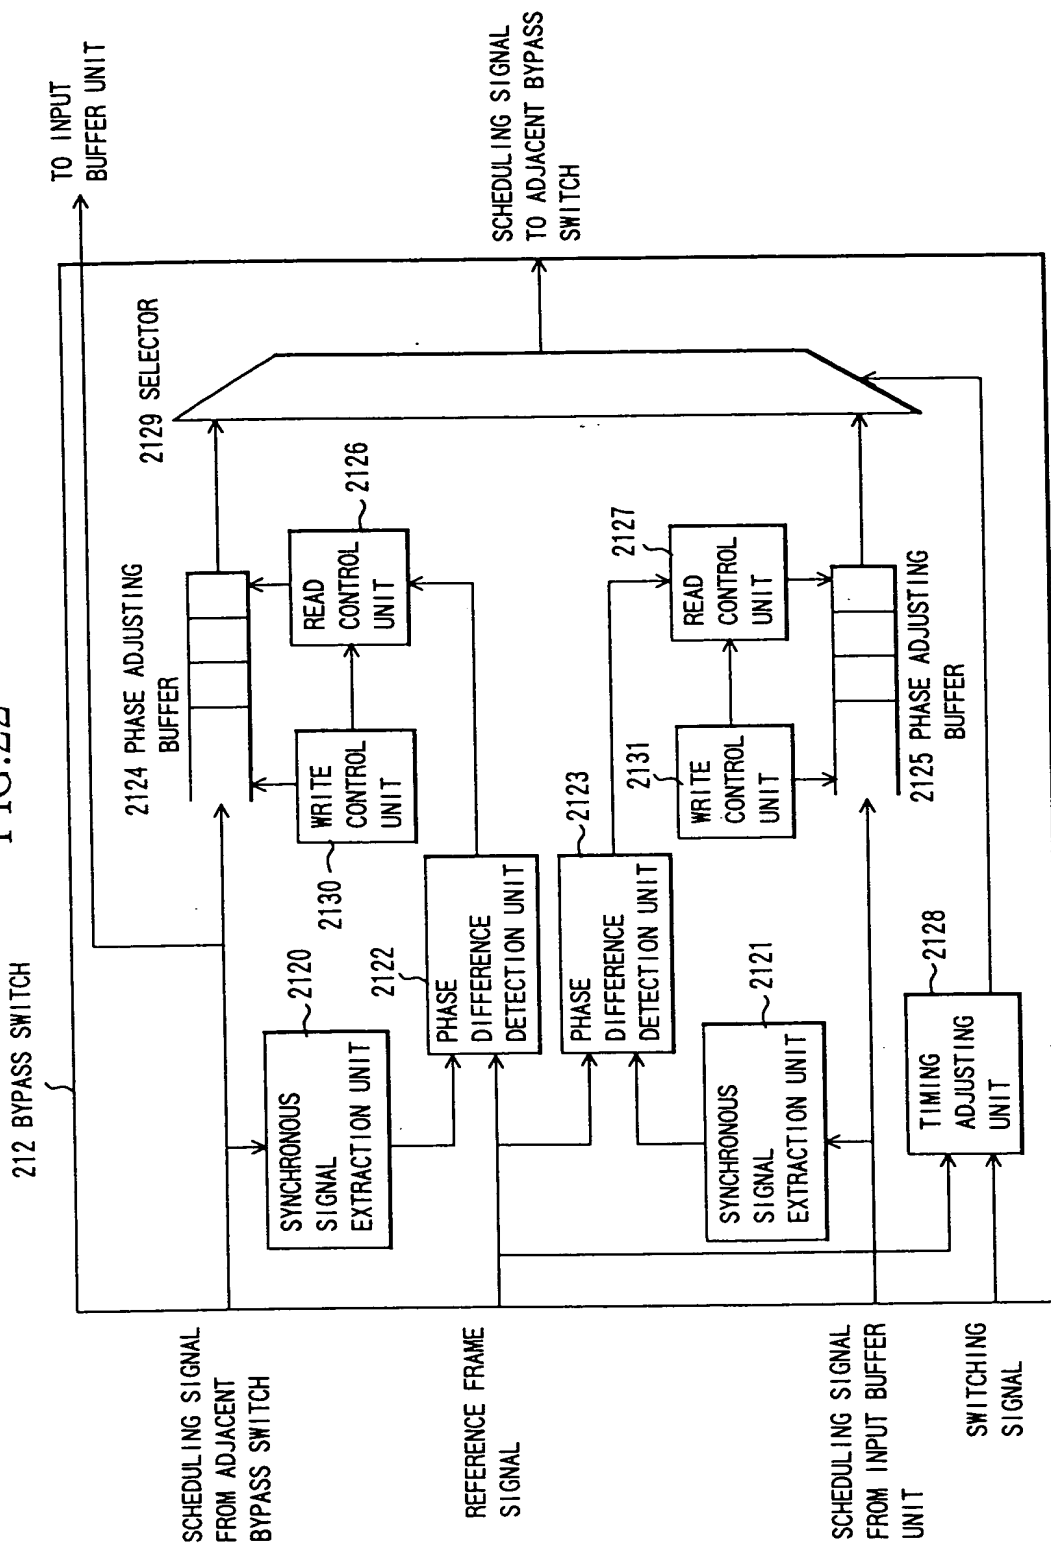 FIG.22
212 BYPASS SWITCH
SCHEDULING SIGNAL
FROM ADJACENT
BYPASS SWITCH
REFERENCE FRAME
SIGNAL
SCHEDULING SIGNAL
FROM INPUT BUFFER
UNIT
SWITCHING
SIGNAL
2120
SYNCHRONOUS
SIGNAL
EXTRACTION UNIT
2122
PHASE
DIFFERENCE
DETECTION UNIT
2123
PHASE
DIFFERENCE
DETECTION UNIT
2121
SYNCHRONOUS
SIGNAL
EXTRACTION UNIT
2128
TIMING
ADJUSTING
UNIT
2124 PHASE ADJUSTING
BUFFER
2130
WRITE
CONTROL
UNIT
2126
READ
CONTROL
UNIT
2131
WRITE
CONTROL
UNIT
2127
READ
CONTROL
UNIT
2125 PHASE ADJUSTING
BUFFER
2129 SELECTOR
TO INPUT
BUFFER UNIT
SCHEDULING SIGNAL
TO ADJACENT BYPASS
SWITCH